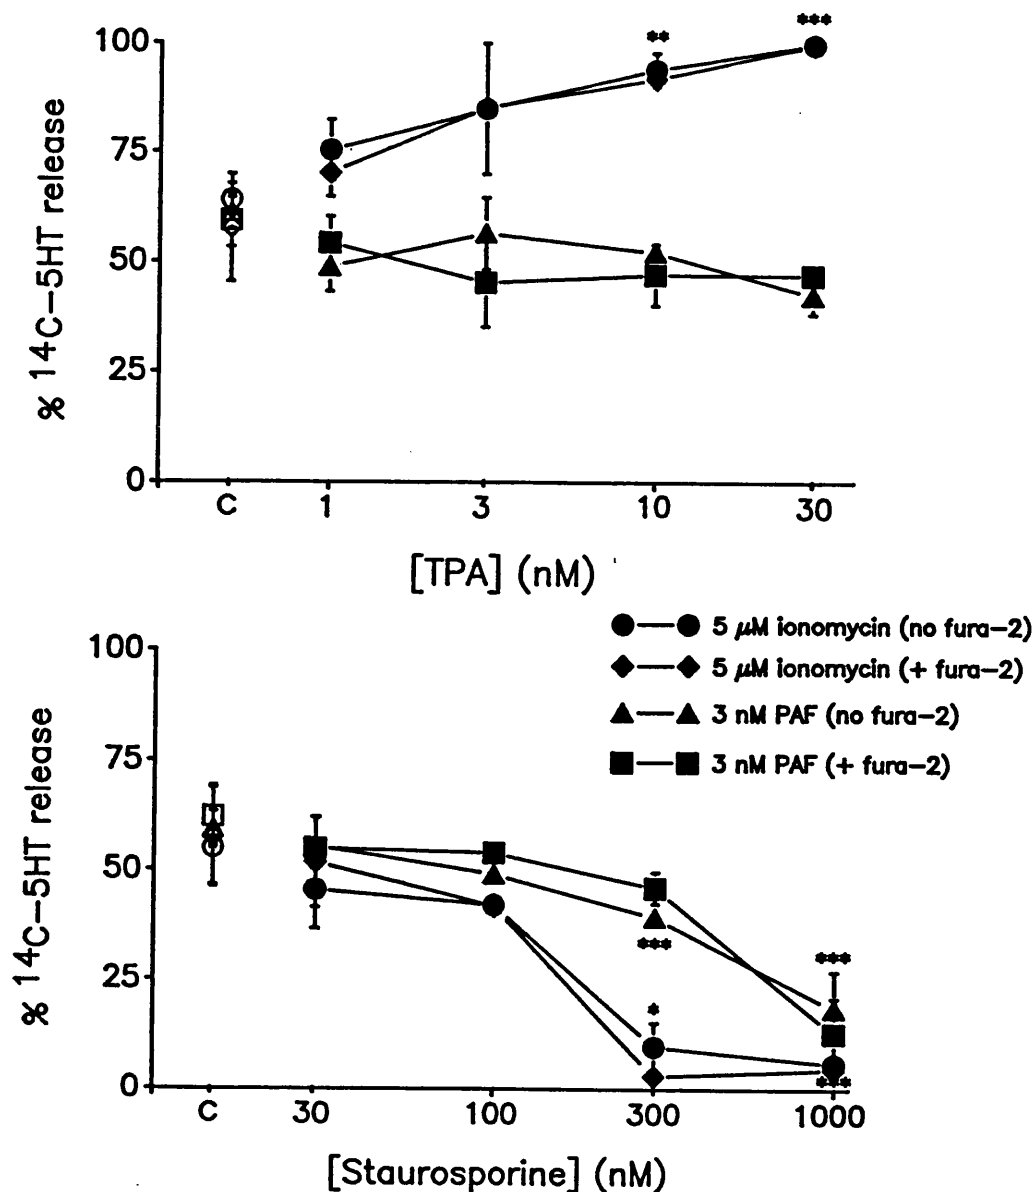 ***
**
100
75
50
25
0
% 14C-5HT release
C 1 3 10 30
[TPA] (nM)
5 µM ionomycin (no fura-2)
5 µM ionomycin (+ fura-2)
3 nM PAF (no fura-2)
3 nM PAF (+ fura-2)
100
75
50
25
0
% 14C-5HT release
***
***
*
***
C 30 100 300 1000
[Staurosporine] (nM)